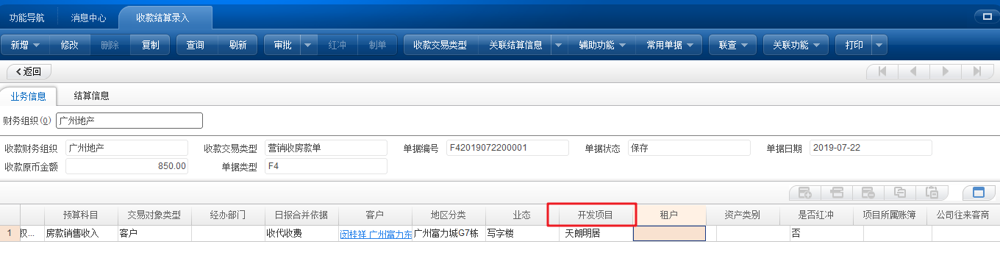 功能导航 消息中心 收款结算录入
新增 修改 删除 复制 查询 刷新 审批 红冲 制单 收款交易类型 关联结算信息 辅助功能 常用单据 联查 关联功能 打印
返回
业务信息 结算信息
财务组织(O) 广州地产
收款财务组织 广州地产 收款交易类型 营销收房款单 单据编号 F42019072200001 单据状态 保存 单据日期 2019-07-22
收款原币金额 850.00 单据类型 F4
预算科目 交易对象类型 经办部门 日报合并依据 客户 地区分类 业态 开发项目 租户 资产类别 是否红冲 项目所属账簿 公司往来客商
1 权... 房款销售收入 客户 收代收费 闵桂祥 广州富力东 广州富力城G7栋 写字楼 天朗明居 否